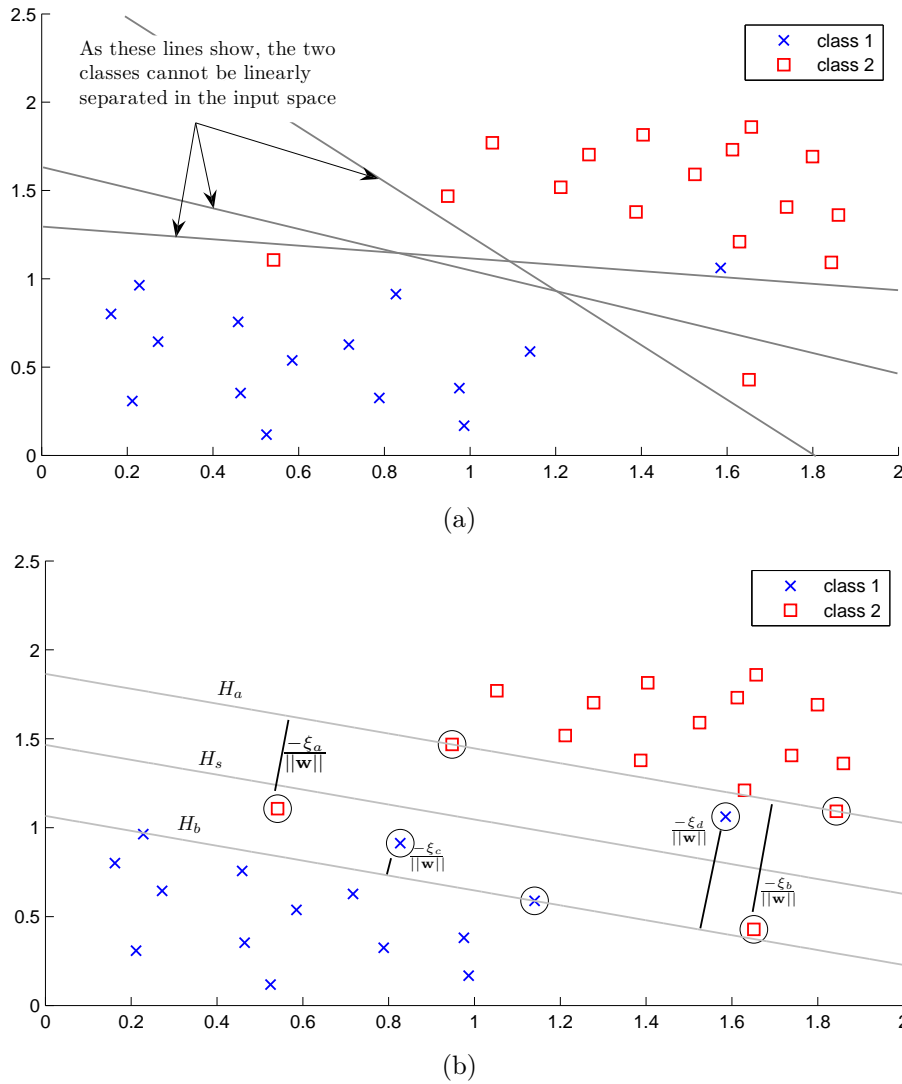 2.5
As these lines show, the two
classes cannot be linearly
separated in the input space
class 1
class 2
2
1.5
1
0.5
0
0 0.2 0.4 0.6 0.8 1 1.2 1.4 1.6 1.8 2
(a)
2.5
class 1
class 2
2
H_a
1.5
-ξ_a
||w||
H_s
1
H_b
-ξ_c
||w||
-ξ_d
||w||
-ξ_b
||w||
0.5
0
0 0.2 0.4 0.6 0.8 1 1.2 1.4 1.6 1.8 2
(b)